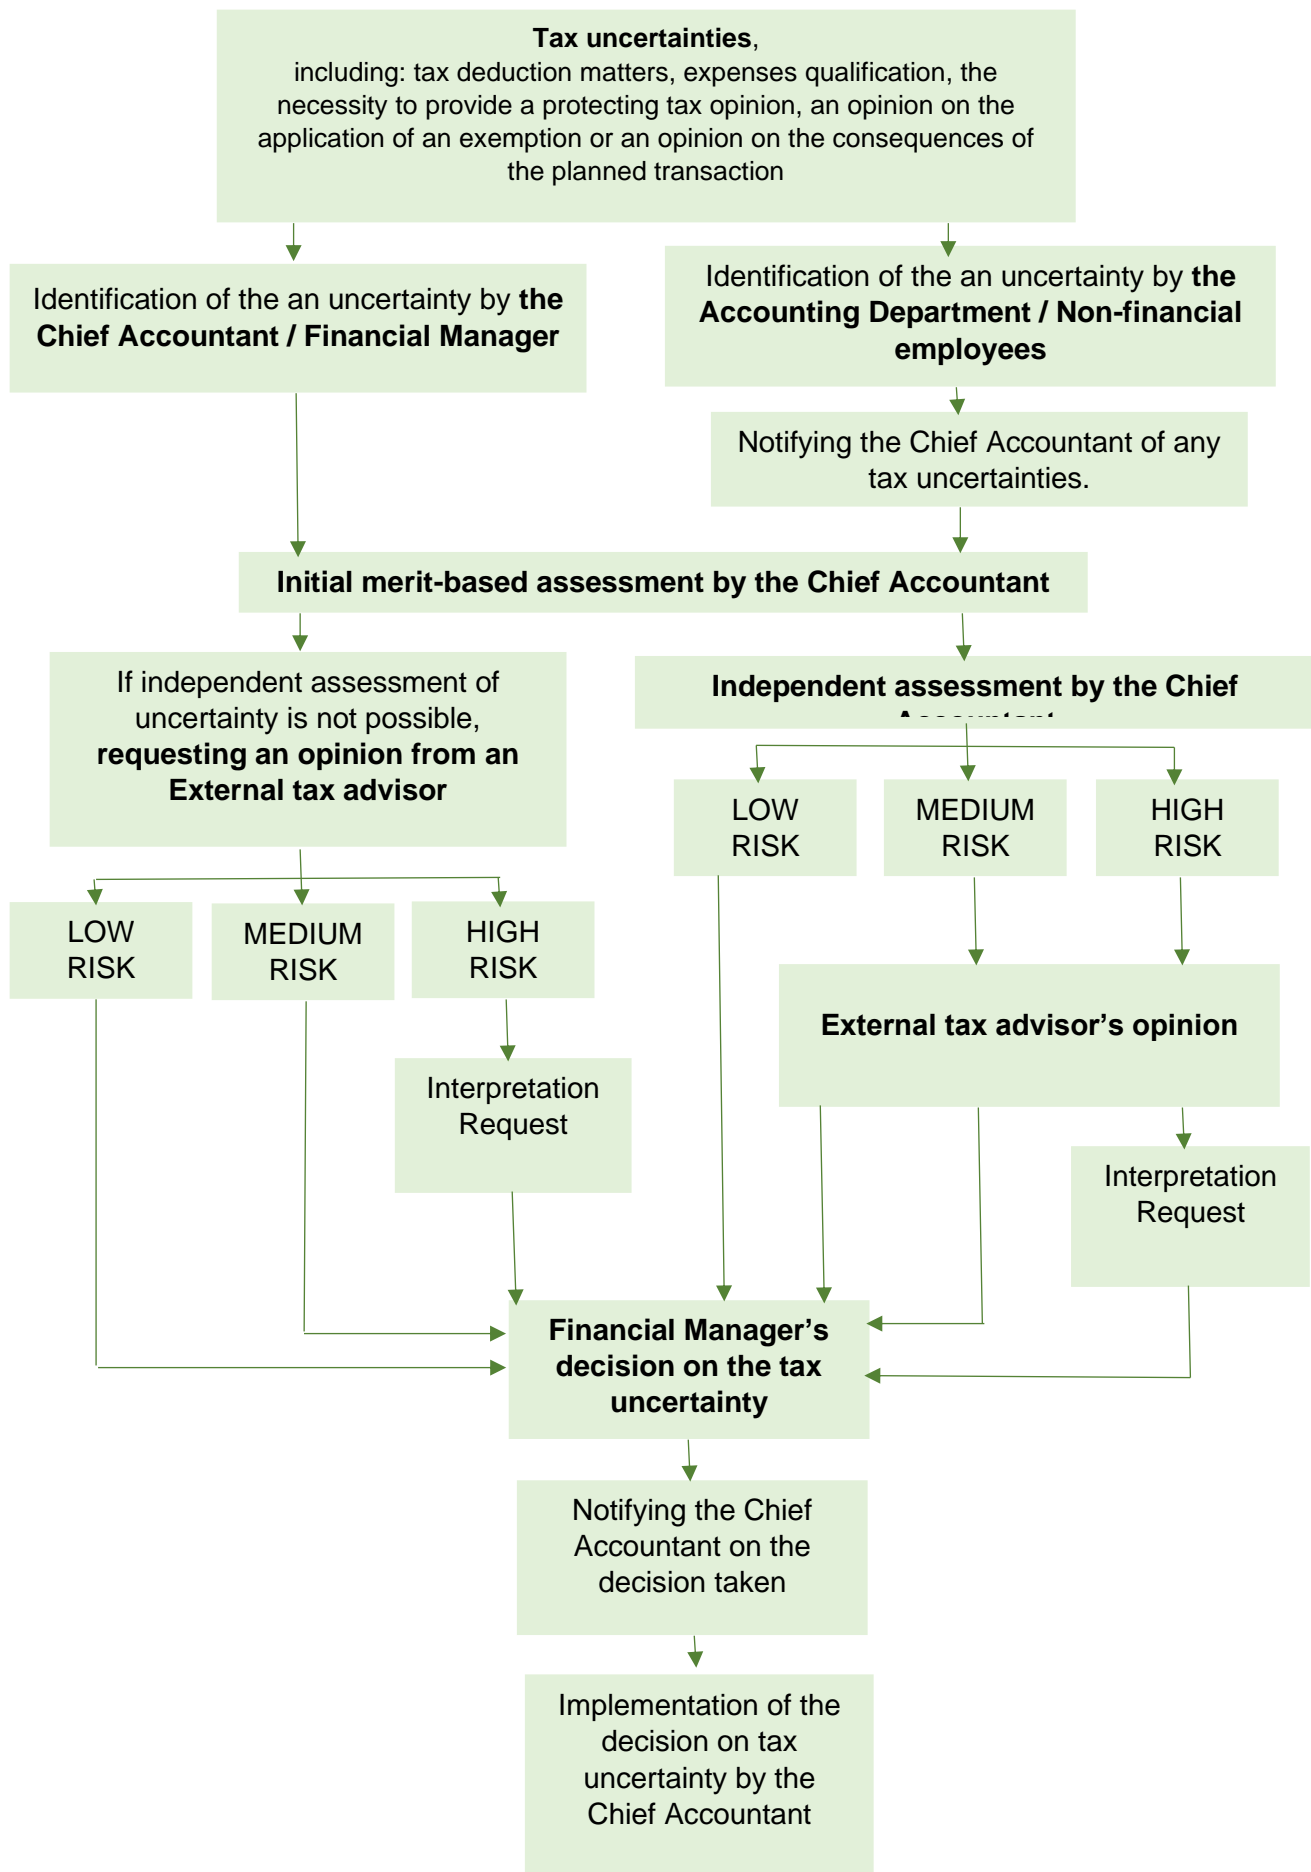 Tax uncertainties,
including: tax deduction matters, expenses qualification, the
necessity to provide a protecting tax opinion, an opinion on the
application of an exemption or an opinion on the consequences of
the planned transaction
Identification of the an uncertainty by the
Chief Accountant / Financial Manager
Identification of the an uncertainty by the
Accounting Department / Non-financial
employees
Notifying the Chief Accountant of any
tax uncertainties.
Initial merit-based assessment by the Chief Accountant
If independent assessment of
uncertainty is not possible,
requesting an opinion from an
External tax advisor
Independent assessment by the Chief
Accountant
LOW
RISK
MEDIUM
RISK
HIGH
RISK
LOW
RISK
MEDIUM
RISK
HIGH
RISK
External tax advisor’s opinion
Interpretation
Request
Interpretation
Request
Financial Manager’s
decision on the tax
uncertainty
Notifying the Chief
Accountant on the
decision taken
Implementation of the
decision on tax
uncertainty by the
Chief Accountant